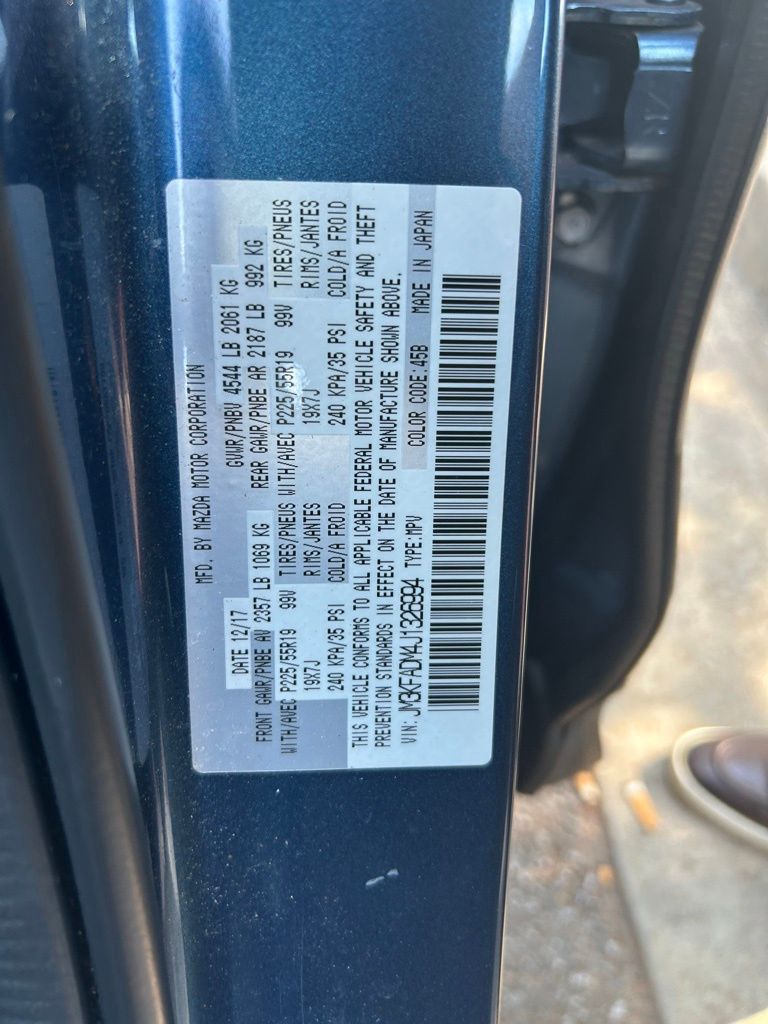 MFD. BY MAZDA MOTOR CORPORATION
DATE 12/17 GVWR/PNBV 4544 LB 2061 KG
FRONT GAWR/PNBE AV 2357 LB 1069 KG REAR GAWR/PNBE AR 2187 LB 992 KG
WITH/AVEC P225/55R19 99V TIRES/PNEUS WITH/AVEC P225/55R19 99V TIRES/PNEUS
19X7J RIMS/JANTES 19X7J RIMS/JANTES
240 KPA/35 PSI COLD/A FROID 240 KPA/35 PSI COLD/A FROID
THIS VEHICLE CONFORMS TO ALL APPLICABLE FEDERAL MOTOR VEHICLE SAFETY AND THEFT
PREVENTION STANDARDS IN EFFECT ON THE DATE OF MANUFACTURE SHOWN ABOVE.
VIN: JM3KFADM4J1326994 TYPE:MPV COLOR CODE:45B MADE IN JAPAN